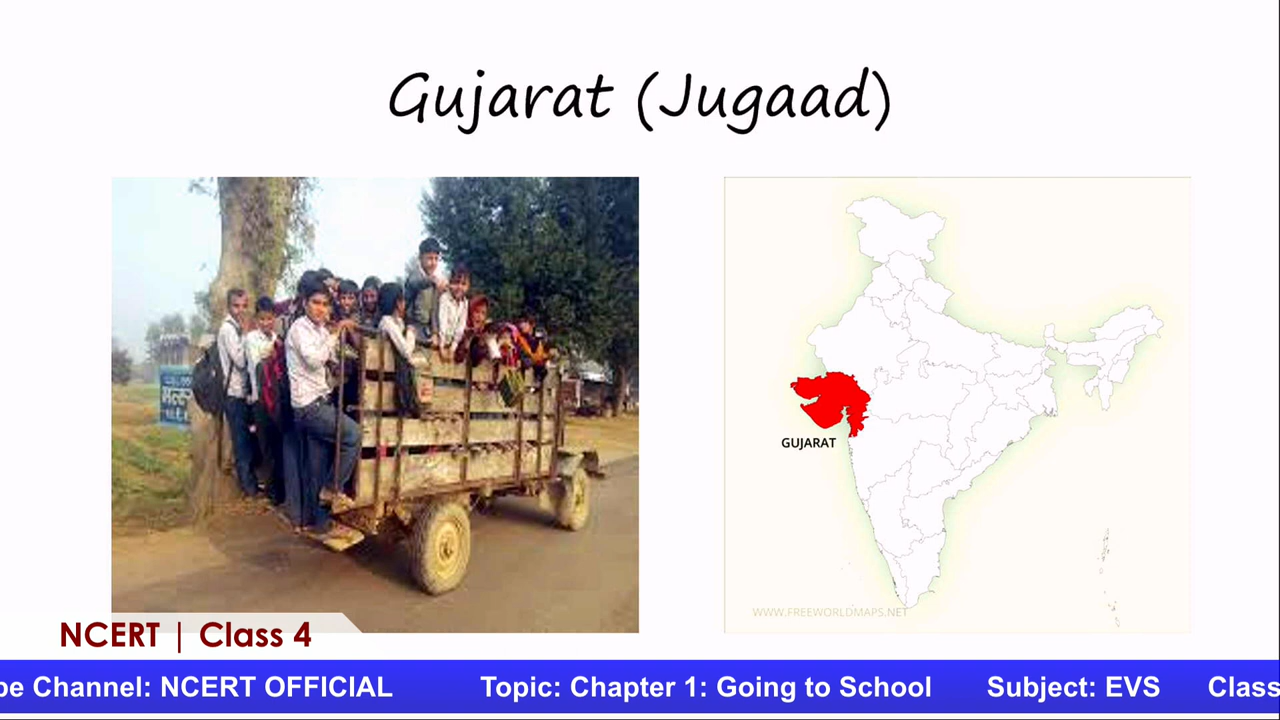 Gujarat (Jugaad)
GUJARAT
WWW.FREEWORLDMAPS.NET
NCERT | Class 4
be Channel: NCERT OFFICIAL Topic: Chapter 1: Going to School Subject: EVS Class